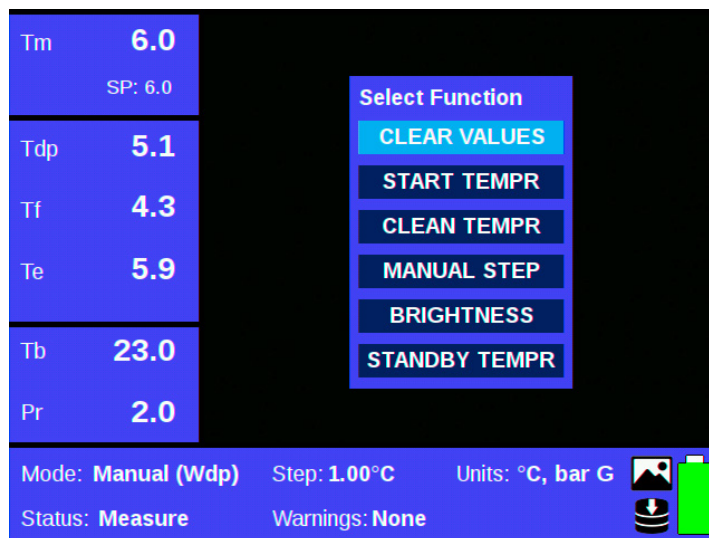 Tm 6.0
SP: 6.0
Tdp 5.1
Tf 4.3
Te 5.9
Tb 23.0
Pr 2.0
Select Function
CLEAR VALUES
START TEMPR
CLEAN TEMPR
MANUAL STEP
BRIGHTNESS
STANDBY TEMPR
Mode: Manual (Wdp) Step: 1.00°C Units: °C, bar G
Status: Measure Warnings: None